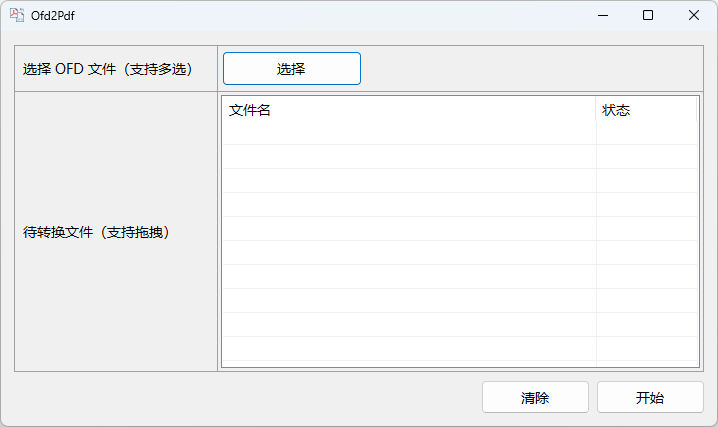 Ofd2Pdf
选择 OFD 文件（支持多选）
选择
文件名
状态
待转换文件（支持拖拽）
清除
开始